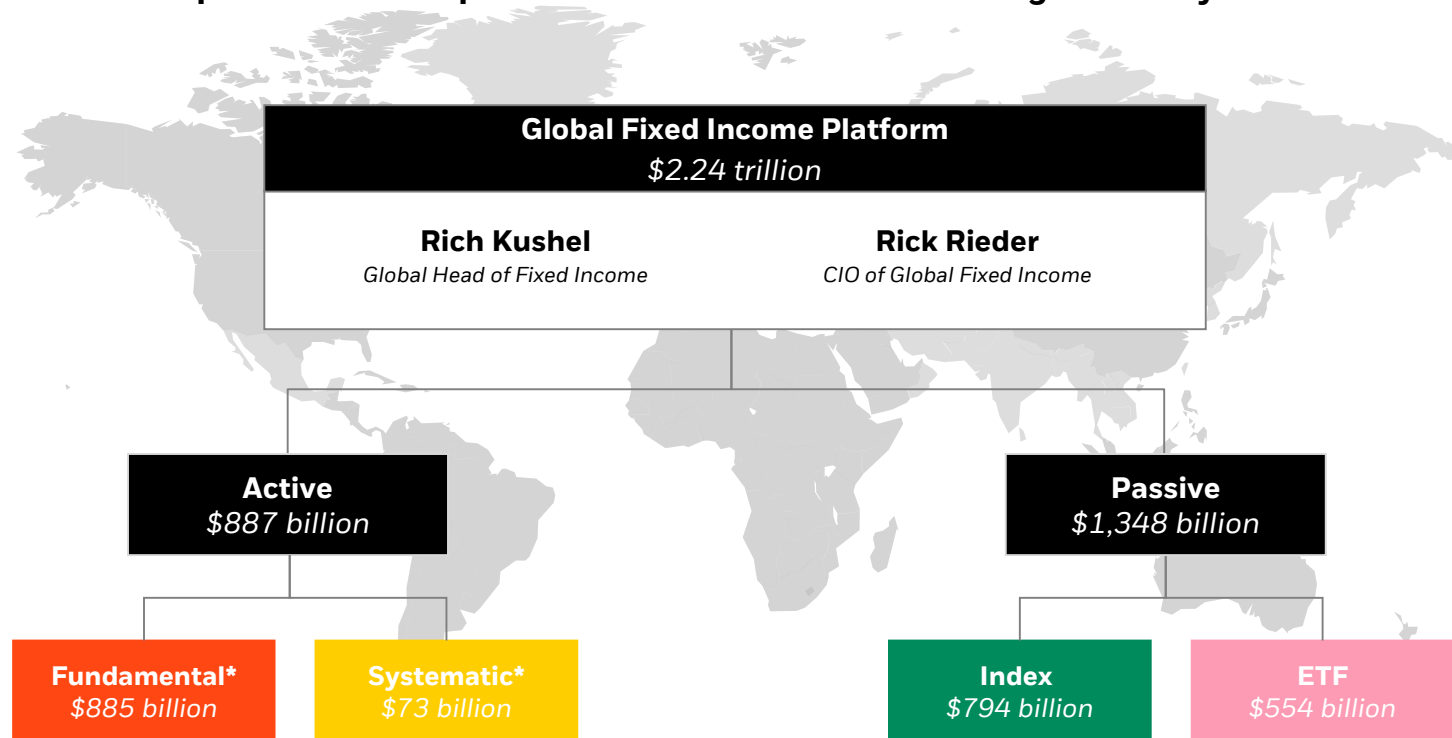 Global Fixed Income Platform
$2.24 trillion
Rich Kushel
Global Head of Fixed Income
Rick Rieder
CIO of Global Fixed Income
Active
$887 billion
Passive
$1,348 billion
Fundamental*
$885 billion
Systematic*
$73 billion
Index
$794 billion
ETF
$554 billion